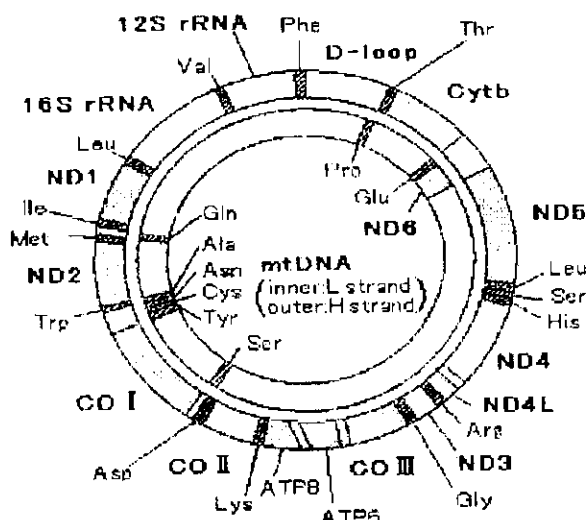 12S rRNA
Phe
D-loop
Thr
Val
Cytb
16S rRNA
Leu
Pro
ND1
Glu
Ile
ND6
ND5
Met
Gln
Ala
ND2
Asn
mtDNA
Leu
Cys
(inner:L strand
outer:H strand)
Ser
Trp
Tyr
His
Ser
ND4
CO I
ND4L
Arg
Asp
CO II
CO III
ND3
Lys
ATP8
Gly
ATP6